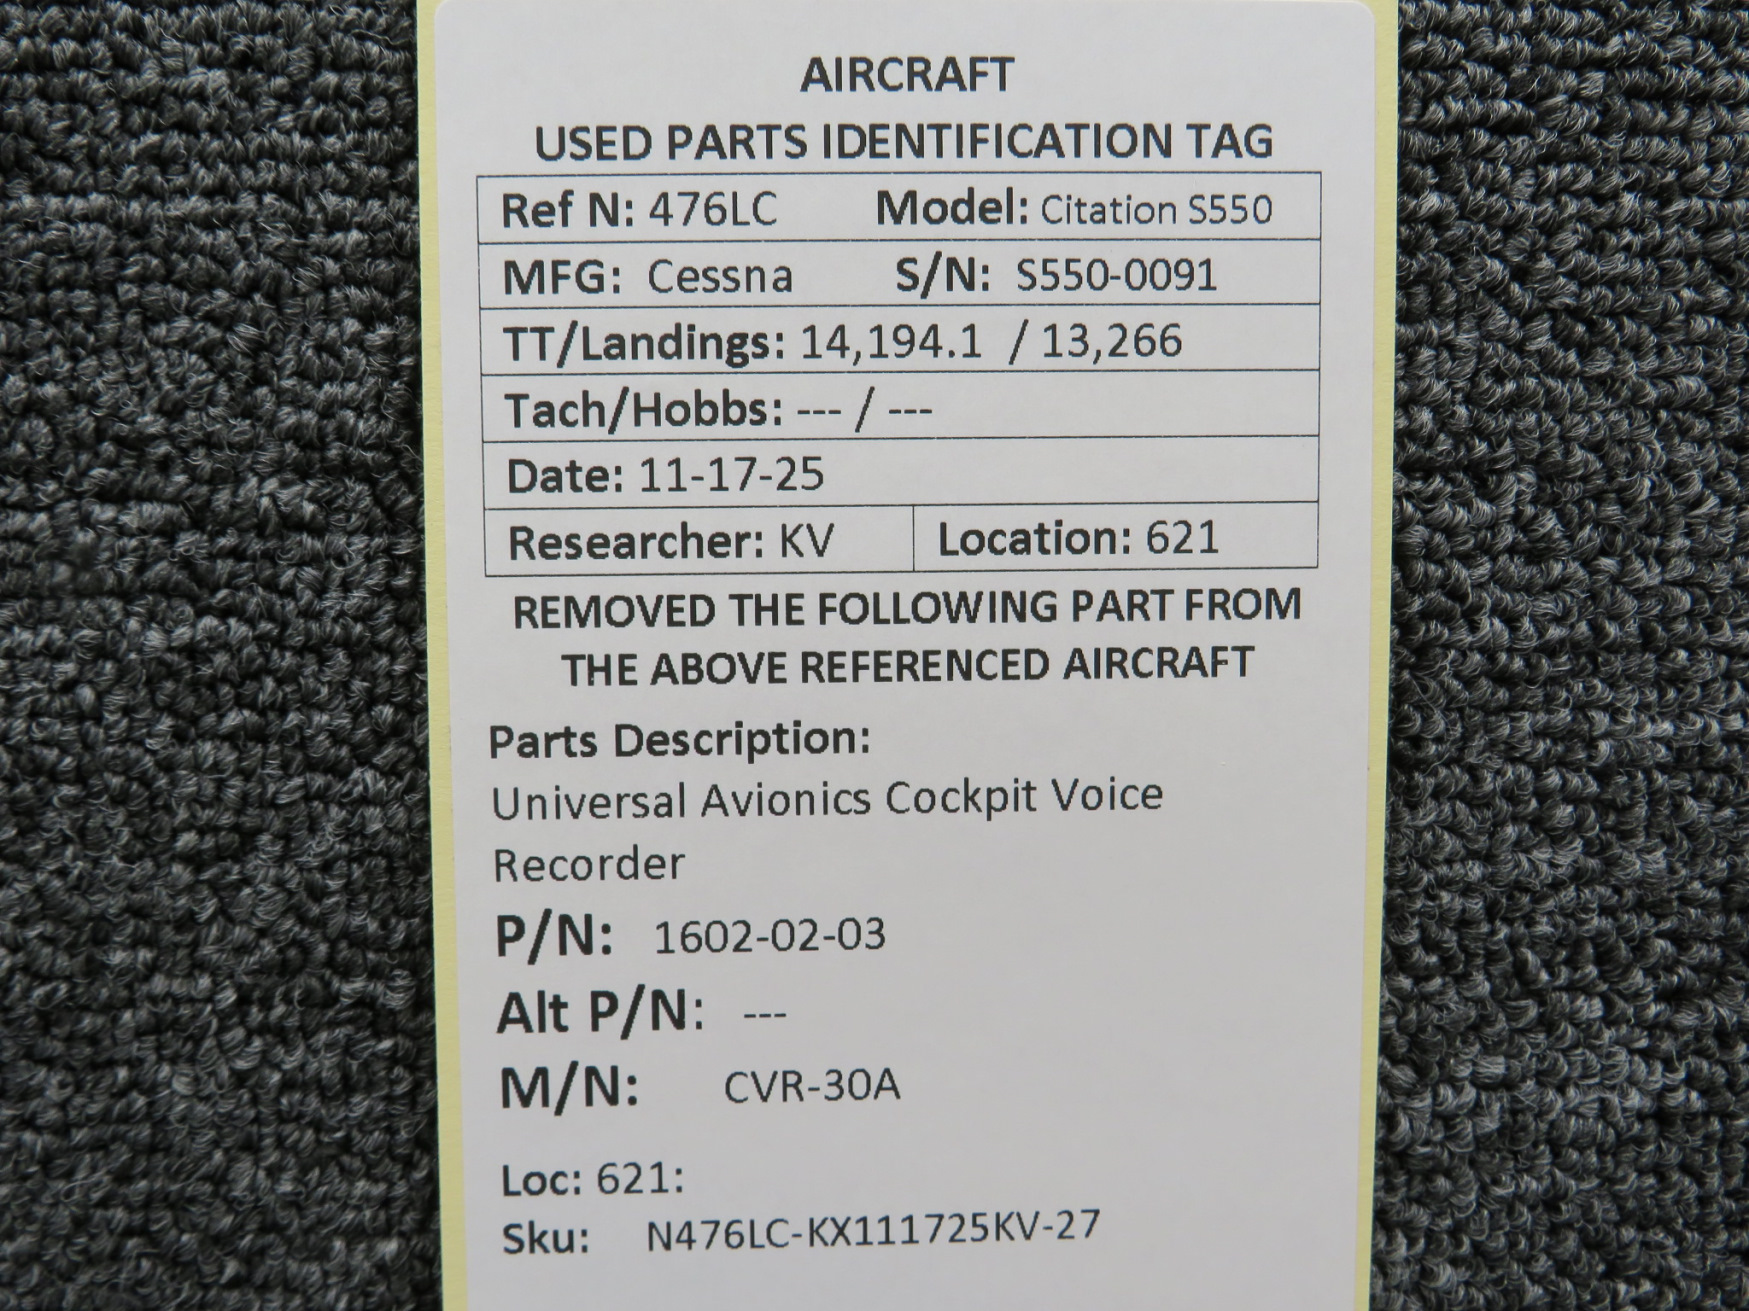 AIRCRAFT
USED PARTS IDENTIFICATION TAG
Ref N: 476LC Model: Citation S550
MFG: Cessna S/N: S550-0091
TT/Landings: 14,194.1 / 13,266
Tach/Hobbs: --- / ---
Date: 11-17-25
Researcher: KV Location: 621
REMOVED THE FOLLOWING PART FROM
THE ABOVE REFERENCED AIRCRAFT
Parts Description:
Universal Avionics Cockpit Voice
Recorder
P/N: 1602-02-03
Alt P/N: ---
M/N: CVR-30A
Loc: 621:
Sku: N476LC-KX111725KV-27